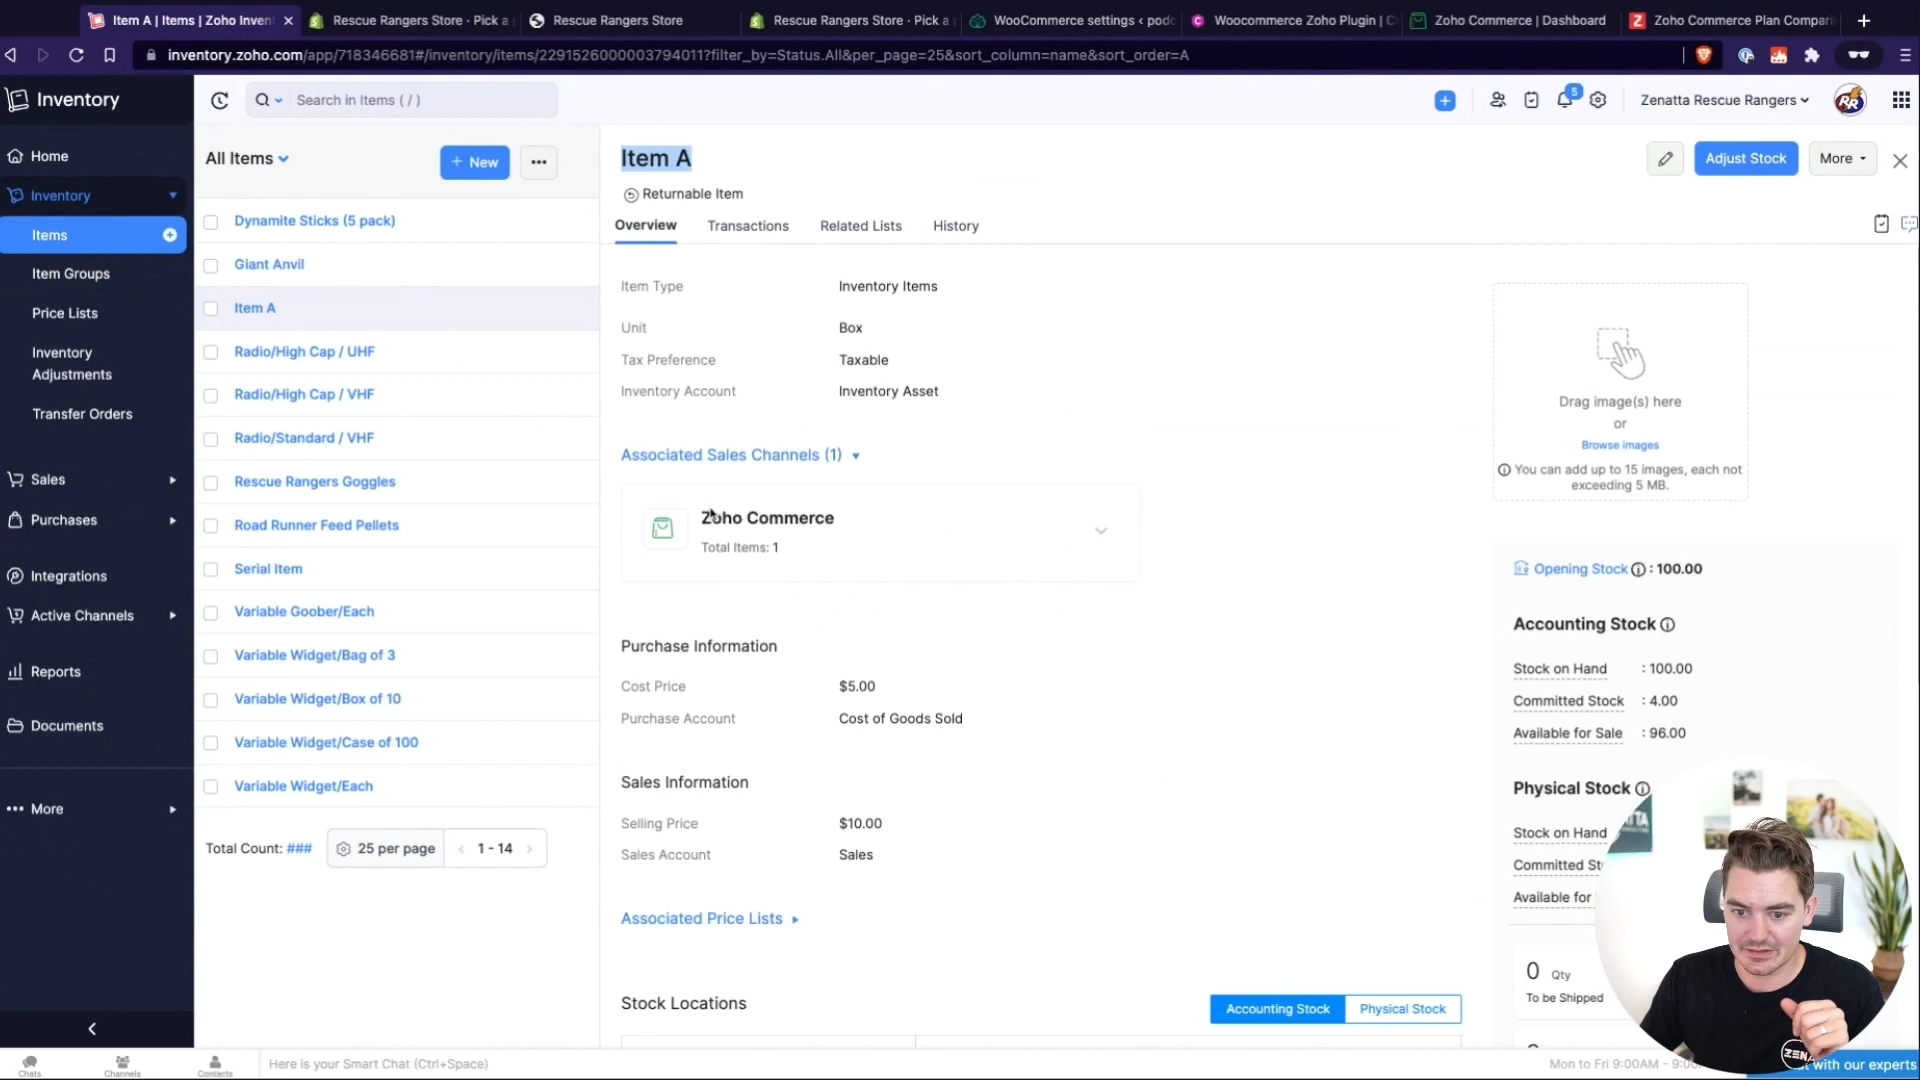 Item A | Items | Zoho Inven
Rescue Rangers Store · Pick a
Rescue Rangers Store
Rescue Rangers Store · Pick a
WooCommerce settings ‹ podc
Woocommerce Zoho Plugin | C
Zoho Commerce | Dashboard
Zoho Commerce Plan Compari
inventory.zoho.com/app/718346681#/inventory/items/2291526000003794011?filter_by=Status.All&per_page=25&sort_column=name&sort_order=A
Inventory
Search in Items ( / )
5
Zenatta Rescue Rangers
RR
Home
Inventory
Items
Item Groups
Price Lists
Inventory
Adjustments
Transfer Orders
Sales
Purchases
Integrations
Active Channels
Reports
Documents
More
All Items
+ New
Dynamite Sticks (5 pack)
Giant Anvil
Item A
Radio/High Cap / UHF
Radio/High Cap / VHF
Radio/Standard / VHF
Rescue Rangers Goggles
Road Runner Feed Pellets
Serial Item
Variable Goober/Each
Variable Widget/Bag of 3
Variable Widget/Box of 10
Variable Widget/Case of 100
Variable Widget/Each
Total Count: ###
25 per page
1 - 14
Item A
Returnable Item
Adjust Stock
More
Overview
Transactions
Related Lists
History
Item Type Inventory Items
Unit Box
Tax Preference Taxable
Inventory Account Inventory Asset
Associated Sales Channels (1)
Zoho Commerce
Total Items: 1
Purchase Information
Cost Price $5.00
Purchase Account Cost of Goods Sold
Sales Information
Selling Price $10.00
Sales Account Sales
Associated Price Lists
Stock Locations
Accounting Stock
Physical Stock
Drag image(s) here
or
Browse images
You can add up to 15 images, each not
exceeding 5 MB.
Opening Stock : 100.00
Accounting Stock
Stock on Hand : 100.00
Committed Stock : 4.00
Available for Sale : 96.00
Physical Stock
Stock on Hand
Committed St
Available for
0 Qty
To be Shipped
Chats
Channels
Contacts
Here is your Smart Chat (Ctrl+Space)
Mon to Fri 9:00AM - 9:0
with our experts